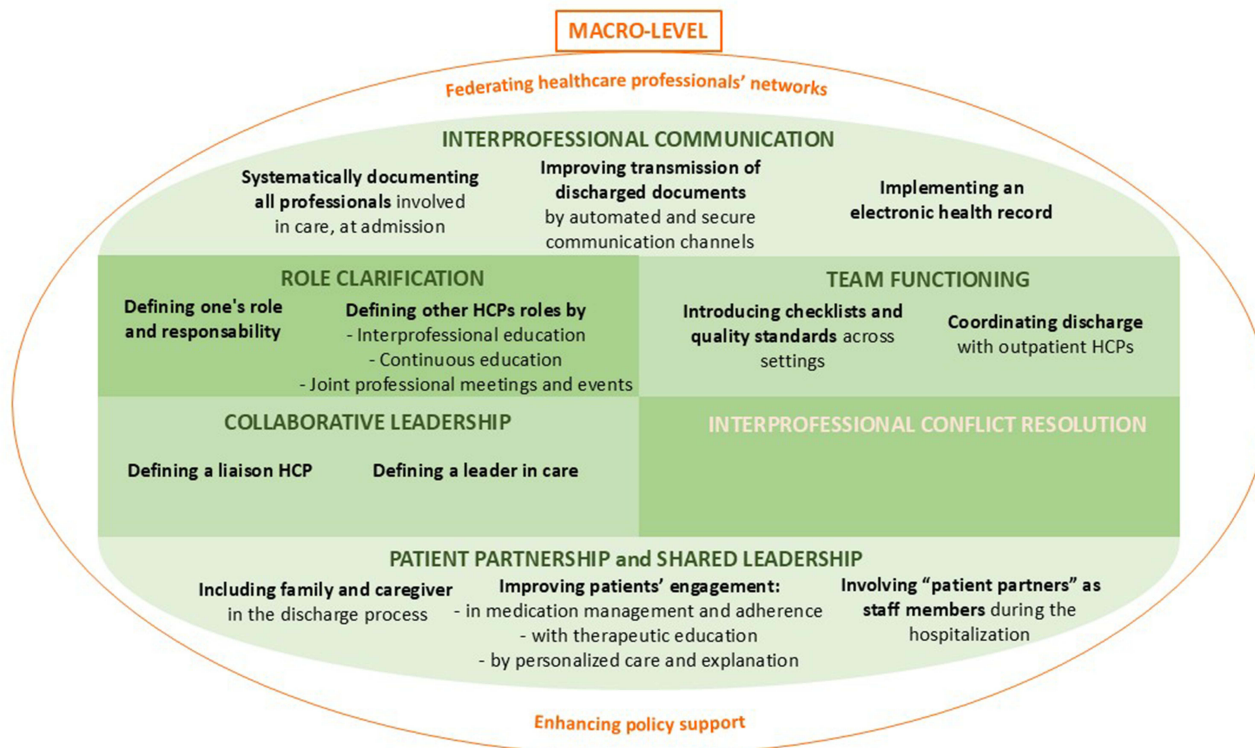 MACRO-LEVEL
Federating healthcare professionals’ networks
INTERPROFESSIONAL COMMUNICATION
Systematically documenting
all professionals involved
in care, at admission
Improving transmission of
discharged documents
by automated and secure
communication channels
Implementing an
electronic health record
ROLE CLARIFICATION
Defining one's role
and responsability
Defining other HCPs roles by
- Interprofessional education
- Continuous education
- Joint professional meetings and events
TEAM FUNCTIONING
Introducing checklists and
quality standards across
settings
Coordinating discharge
with outpatient HCPs
COLLABORATIVE LEADERSHIP
Defining a liaison HCP
Defining a leader in care
INTERPROFESSIONAL CONFLICT RESOLUTION
PATIENT PARTNERSHIP and SHARED LEADERSHIP
Including family and caregiver
in the discharge process
Improving patients’ engagement:
- in medication management and adherence
- with therapeutic education
- by personalized care and explanation
Involving “patient partners” as
staff members during the
hospitalization
Enhancing policy support